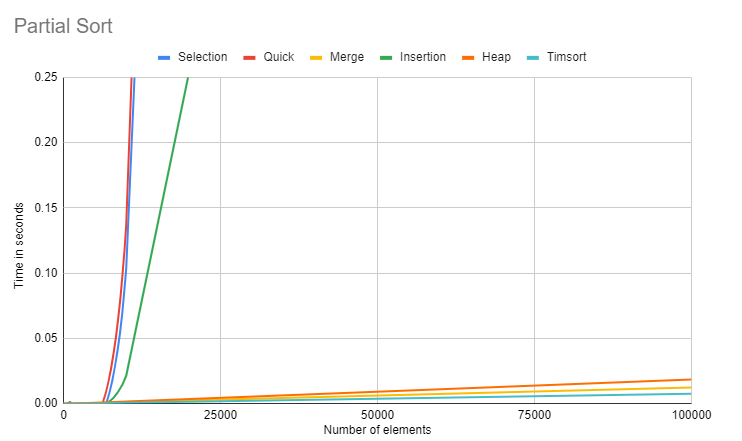 Partial Sort
Selection Quick Merge Insertion Heap Timsort
0.25
0.20
0.15
0.10
0.05
0.00
Time in seconds
0 25000 50000 75000 100000
Number of elements